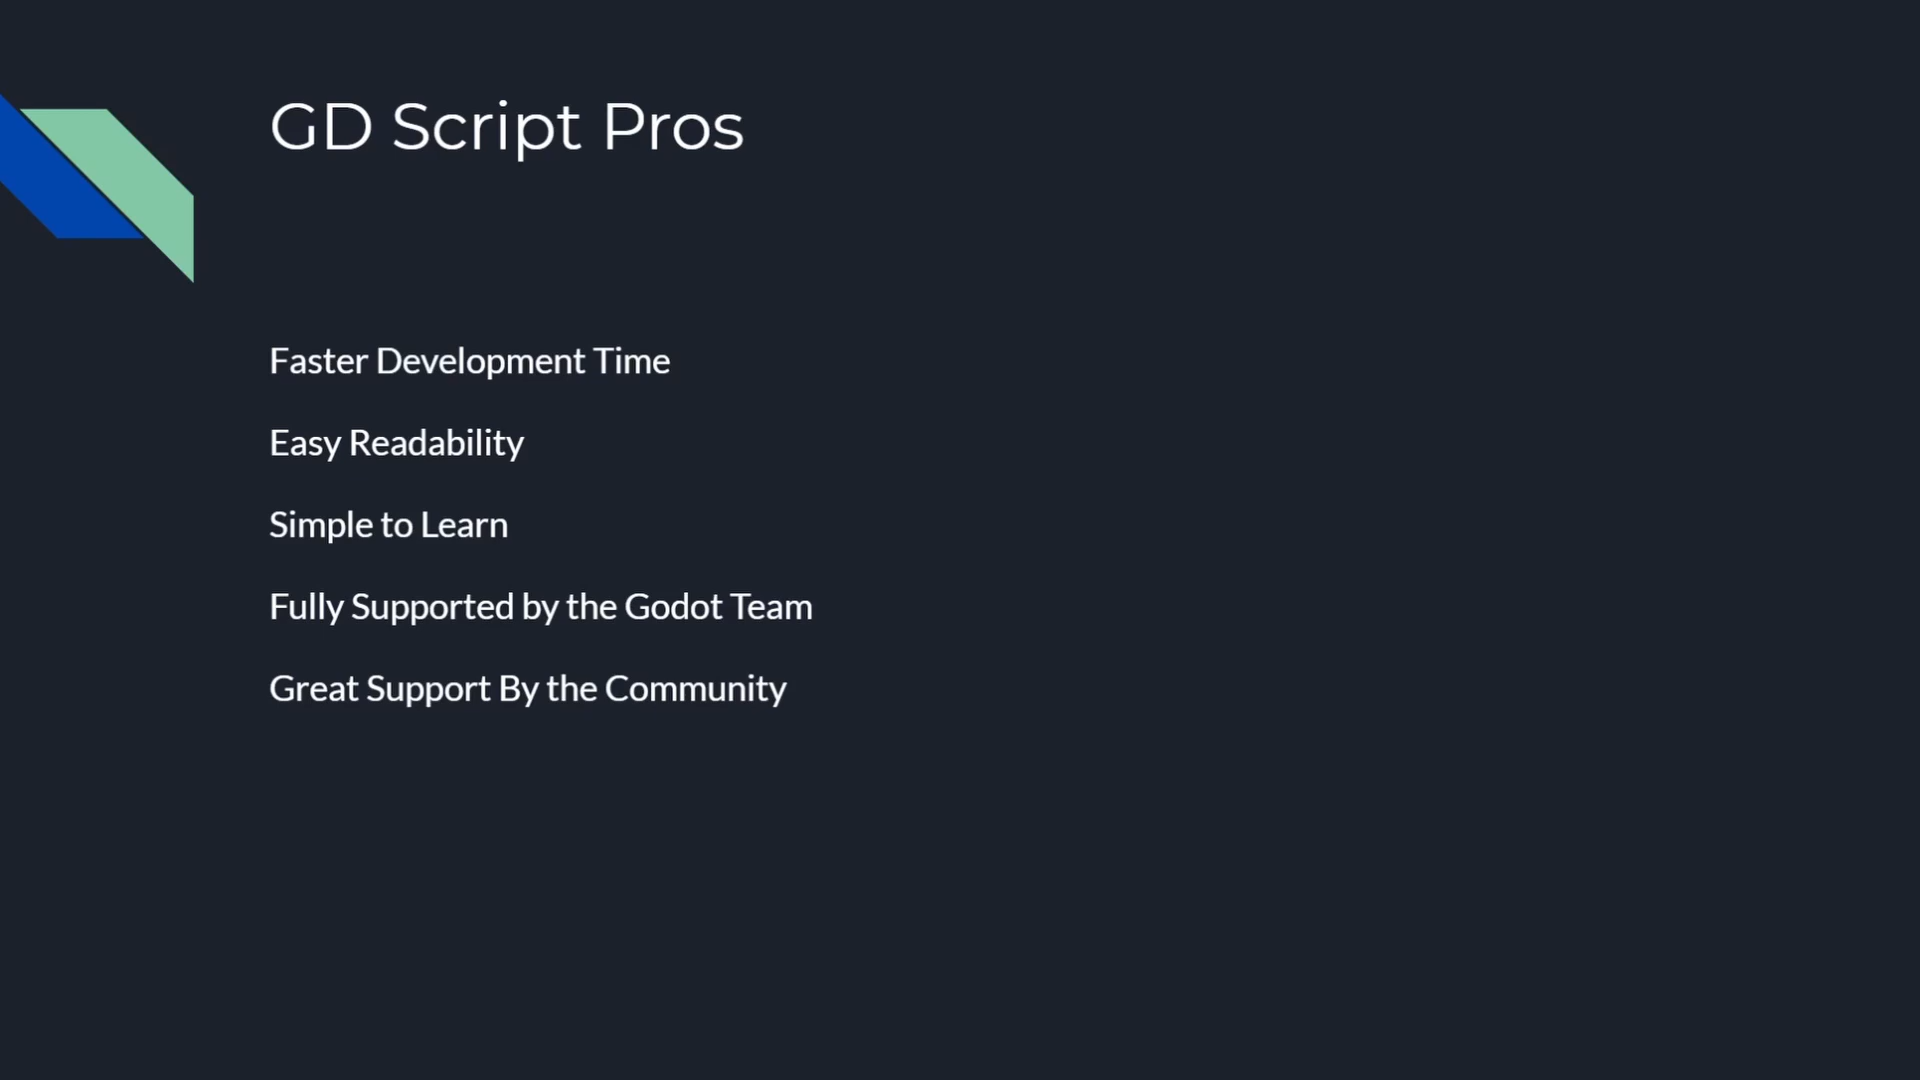 GD Script Pros
Faster Development Time
Easy Readability
Simple to Learn
Fully Supported by the Godot Team
Great Support By the Community